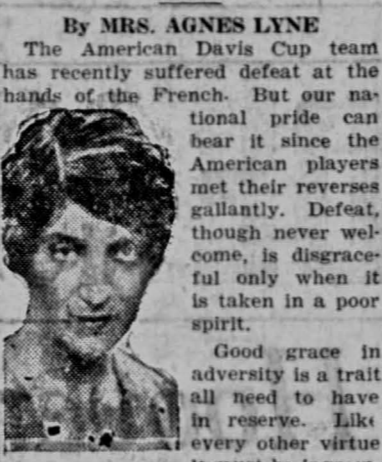 By MRS. AGNES LYNE
The American Davis Cup team
has recently suffered defeat at the
hands of the French. But our na-
tional pride can
bear it since the
American players
met their reverses
gallantly. Defeat,
though never wel-
come, is disgrace-
ful only when it
is taken in a poor
spirit.
Good grace in
adversity is a trait
all need to have
in reserve. Like
every other virtue